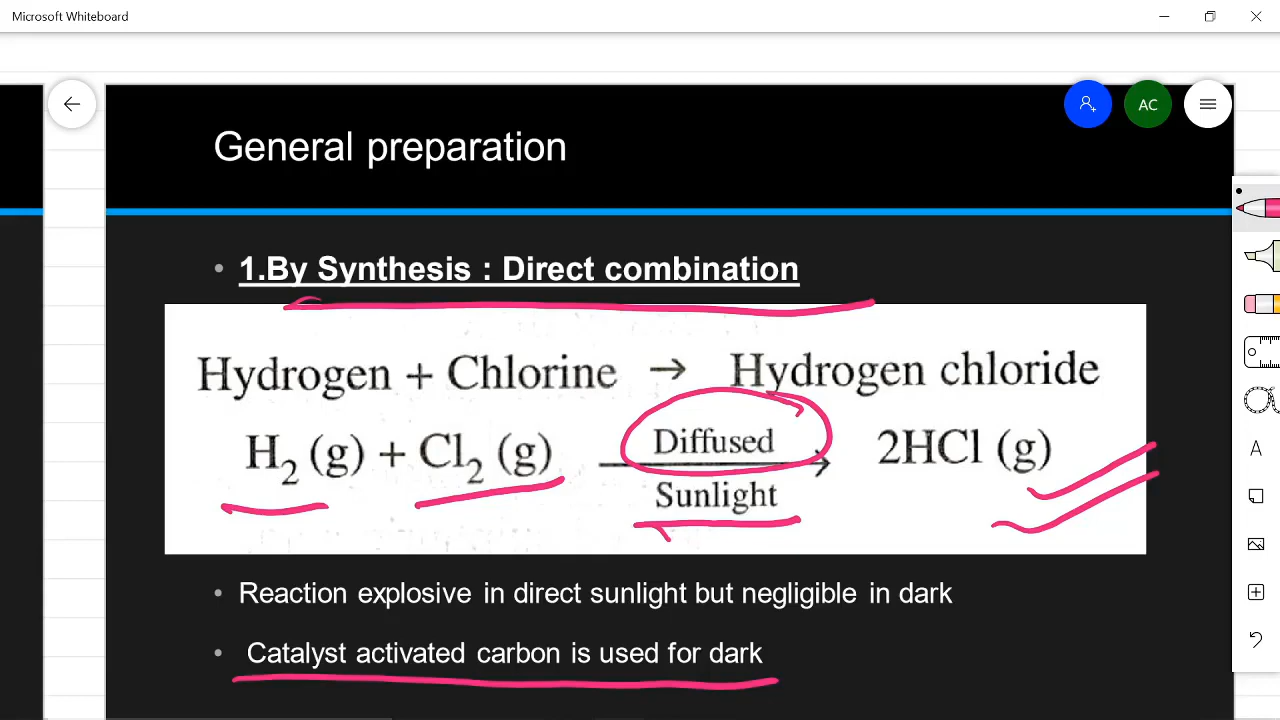 Microsoft Whiteboard
AC
General preparation
• 1.By Synthesis : Direct combination
Hydrogen + Chlorine → Hydrogen chloride
Diffused
H₂ (g) + Cl₂ (g) → 2HCl (g)
Sunlight
• Reaction explosive in direct sunlight but negligible in dark
• Catalyst activated carbon is used for dark
A